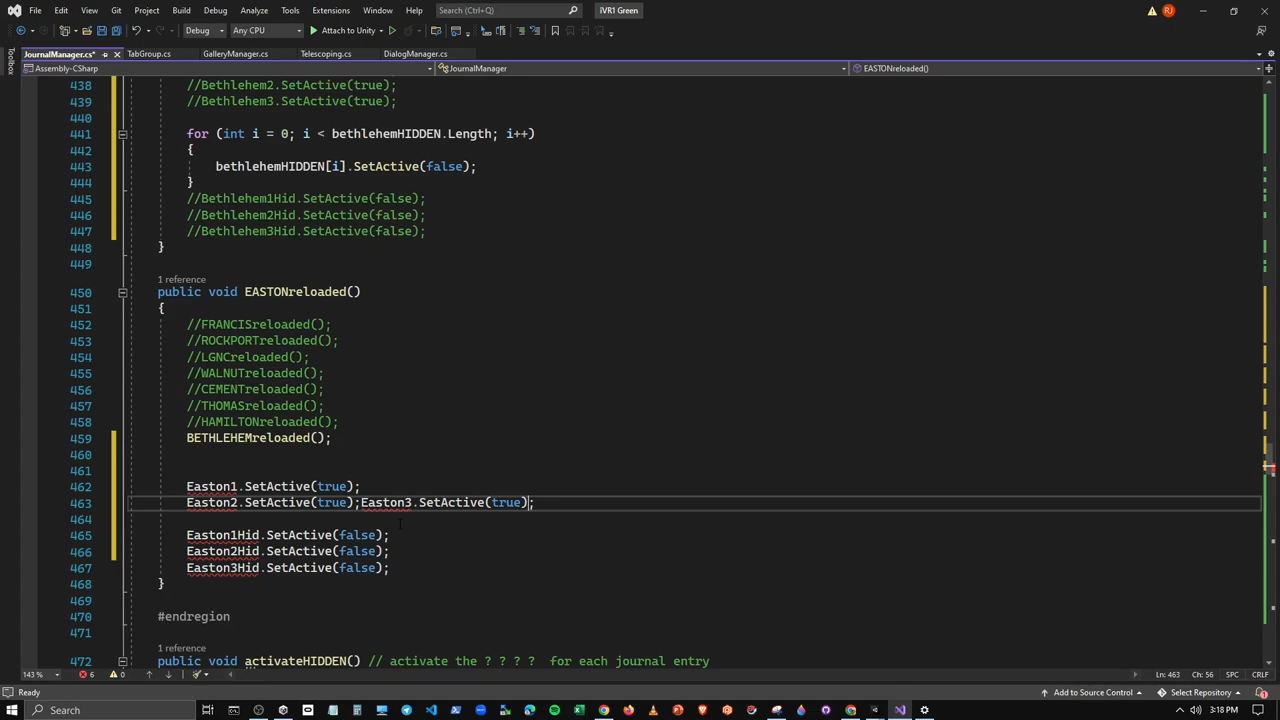 File Edit View Git Project Build Debug Analyze Tools Extensions Window Help Search (Ctrl+Q) iVR1 Green RJ
Debug Any CPU Attach to Unity
JournalManager.cs* TabGroup.cs GalleryManager.cs Telescoping.cs DialogManager.cs
Toolbox
Assembly-CSharp JournalManager EASTONreloaded()
438 //Bethlehem2.SetActive(true);
439 //Bethlehem3.SetActive(true);
440
441 for (int i = 0; i < bethlehemHIDDEN.Length; i++)
442 {
443 bethlehemHIDDEN[i].SetActive(false);
444 }
445 //Bethlehem1Hid.SetActive(false);
446 //Bethlehem2Hid.SetActive(false);
447 //Bethlehem3Hid.SetActive(false);
448 }
449
1 reference
450 public void EASTONreloaded()
451 {
452 //FRANCISreloaded();
453 //ROCKPORTreloaded();
454 //LGNCreloaded();
455 //WALNUTreloaded();
456 //CEMENTreloaded();
457 //THOMASreloaded();
458 //HAMILTONreloaded();
459 BETHLEHEMreloaded();
460
461
462 Easton1.SetActive(true);
463 Easton2.SetActive(true);Easton3.SetActive(true);
464
465 Easton1Hid.SetActive(false);
466 Easton2Hid.SetActive(false);
467 Easton3Hid.SetActive(false);
468 }
469
470 #endregion
471
1 reference
472 public void activateHIDDEN() // activate the ? ? ? ? for each journal entry
143 % 6 0 Ln: 463 Ch: 56 SPC CRLF
Ready Add to Source Control Select Repository
Search 3:18 PM